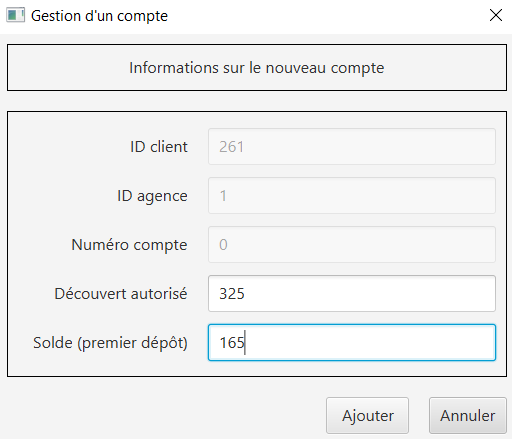 Gestion d'un compte
Informations sur le nouveau compte
ID client 261
ID agence 1
Numéro compte 0
Découvert autorisé 325
Solde (premier dépôt) 165
Ajouter Annuler